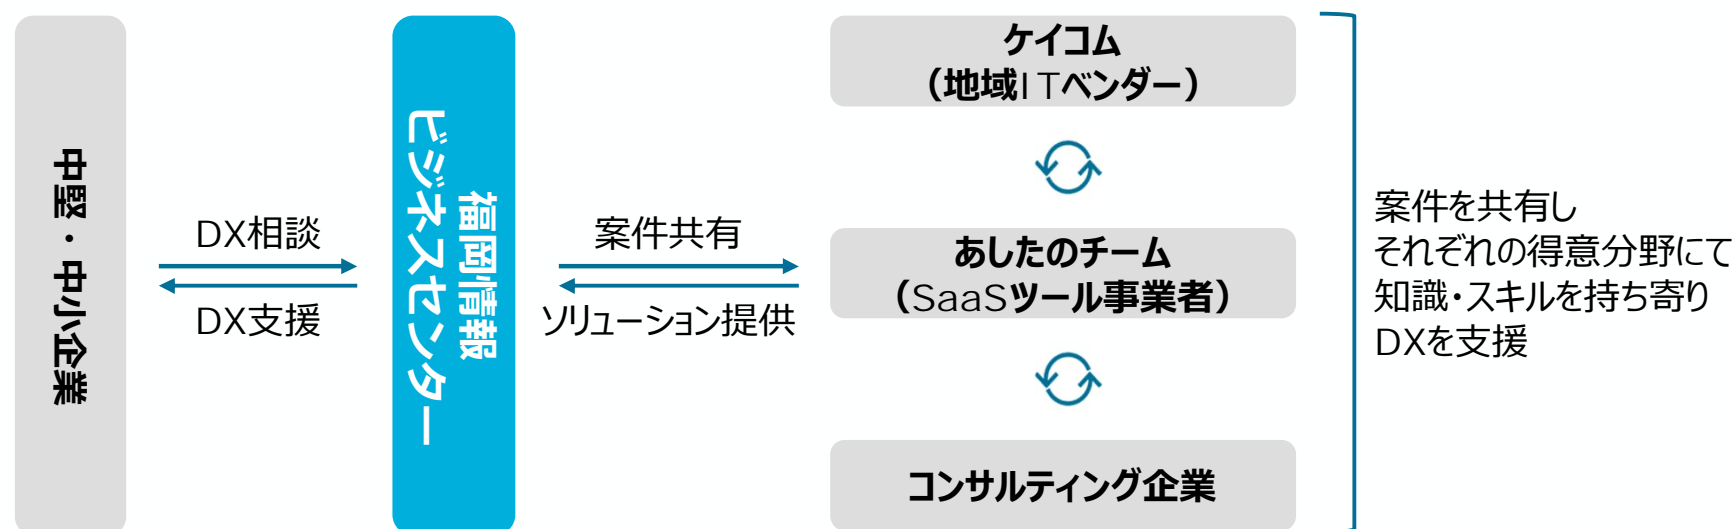 中堅・中小企業
DX相談
DX支援
福岡情報
ビジネスセンター
案件共有
ソリューション提供
ケイコム
（地域ITベンダー）
あしたのチーム
（SaaSツール事業者）
コンサルティング企業
案件を共有し
それぞれの得意分野にて
知識・スキルを持ち寄り
DXを支援